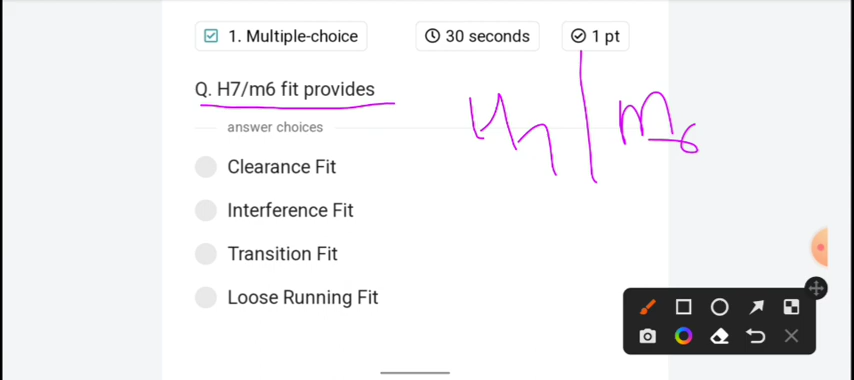 1. Multiple-choice 30 seconds 1 pt
Q. H7/m6 fit provides
answer choices
Clearance Fit
Interference Fit
Transition Fit
Loose Running Fit
H7/m6